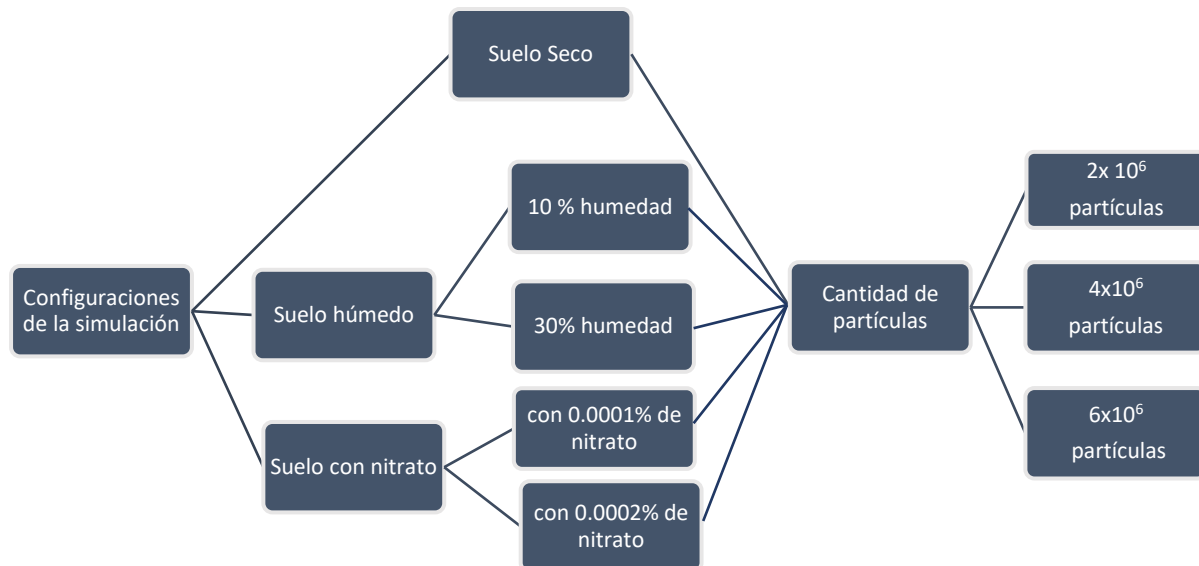 Suelo Seco
10 % humedad
2x 10⁶
partículas
Configuraciones
de la simulación
Suelo húmedo
30% humedad
Cantidad de
partículas
4x10⁶
partículas
Suelo con nitrato
con 0.0001% de
nitrato
con 0.0002% de
nitrato
6x10⁶
partículas